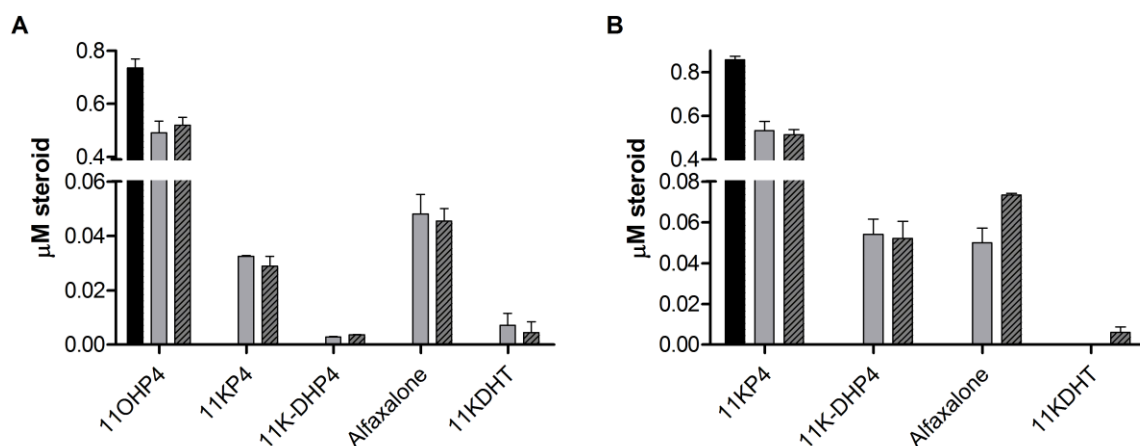 A
μM steroid
0.8
0.6
0.4
0.06
0.04
0.02
0.00
11OHP4
11KP4
11K-DHP4
Alfaxalone
11KDHT
B
μM steroid
0.8
0.6
0.4
0.08
0.06
0.04
0.02
0.00
11KP4
11K-DHP4
Alfaxalone
11KDHT